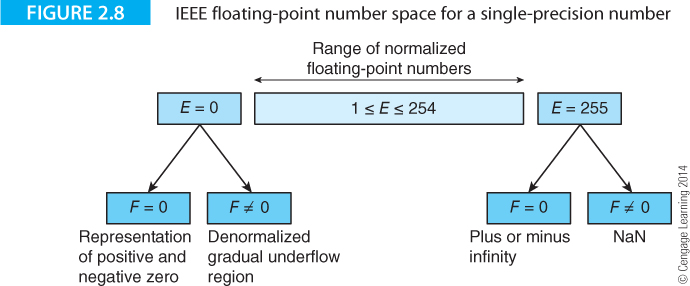 FIGURE 2.8 IEEE floating-point number space for a single-precision number
Range of normalized
floating-point numbers
E = 0
1 ≤ E ≤ 254
E = 255
F = 0
F ≠ 0
F = 0
F ≠ 0
Representation
of positive and
negative zero
Denormalized
gradual underflow
region
Plus or minus
infinity
NaN
© Cengage Learning 2014